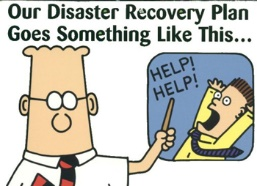 Our Disaster Recovery Plan
Goes Something Like This...
HELP!
HELP!